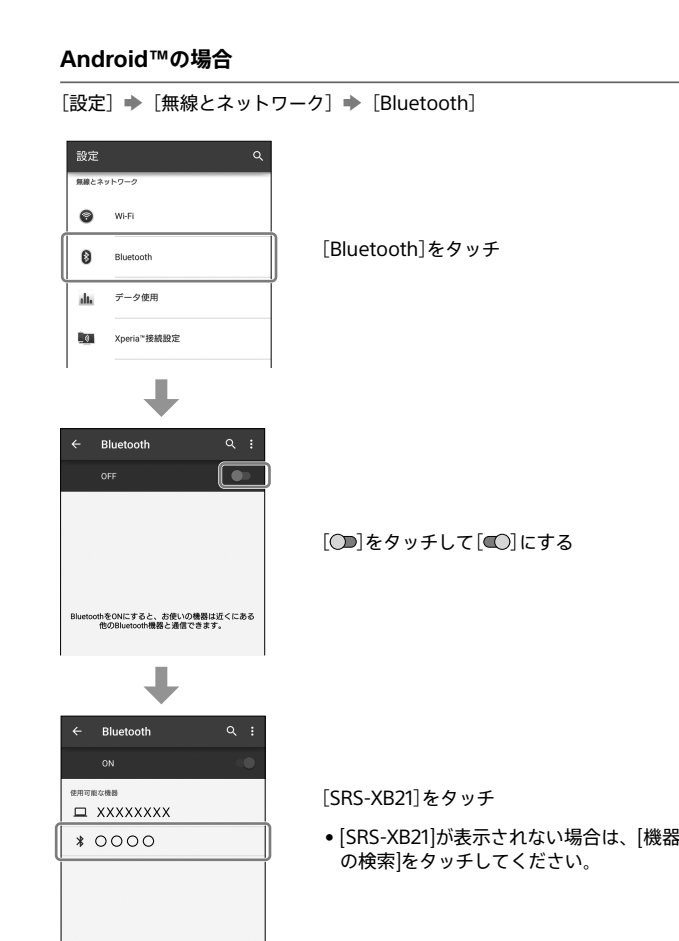 Android™の場合
［設定］ ➡ ［無線とネットワーク］ ➡ ［Bluetooth］
設定
無線とネットワーク
Wi-Fi
Bluetooth
データ使用
Xperia™接続設定
［Bluetooth］をタッチ
Bluetooth
OFF
BluetoothをONにすると、お使いの機器は近くにある
他のBluetooth機器と通信できます。
［］をタッチして［］にする
Bluetooth
ON
使用可能な機器
XXXXXXXX
○○○○
［SRS-XB21］をタッチ
• [SRS-XB21]が表示されない場合は、[機器
の検索]をタッチしてください。